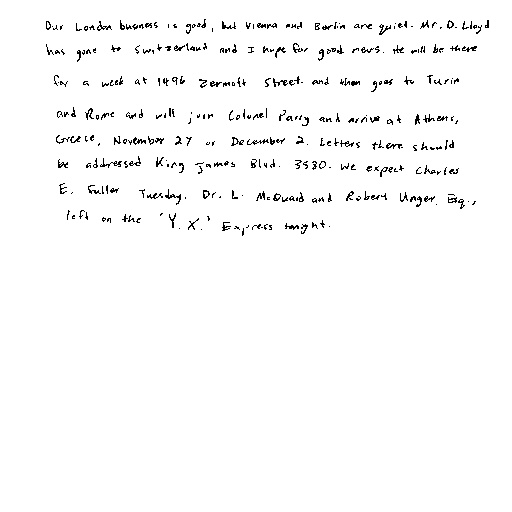 Our London business is good, but Vienna and Berlin are quiet. Mr. D. Lloyd
has gone to Switzerland and I hope for good news. He will be there
for a week at 1496 Zermott Street. and then goes to Turin
and Rome and will join Colonel Parry and arrive at Athens,
Greece, November 27 or December 2. Letters there should
be addressed King James Blvd. 3530. We expect Charles
E. Fuller Tuesday. Dr. L. McQuaid and Robert Unger, Esq.,
left on the 'Y. X.' Express tonight.